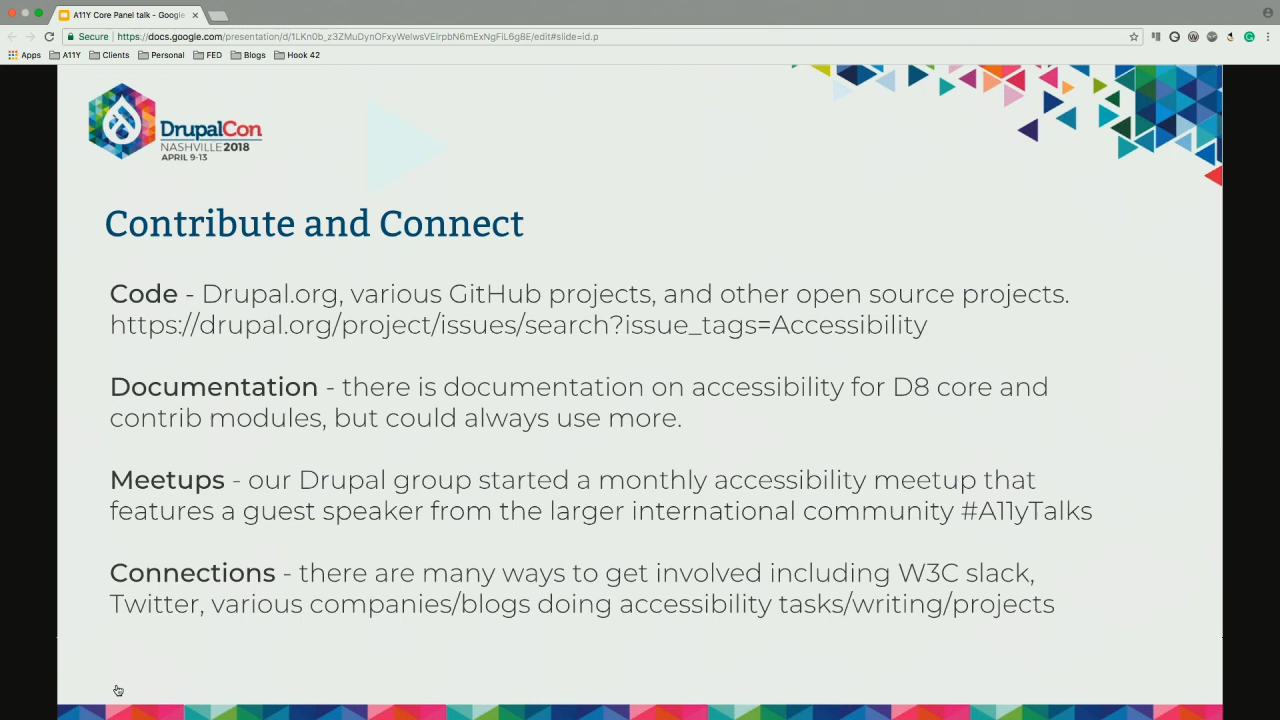 A11Y Core Panel talk - Google
Secure https://docs.google.com/presentation/d/1LKn0b_z3ZMuDynOFxyWelwsVEIrpbN6mExNgFiL6g8E/edit#slide=id.p
Apps A11Y Clients Personal FED Blogs Hook 42
DrupalCon
NASHVILLE 2018
APRIL 9-13
Contribute and Connect
Code - Drupal.org, various GitHub projects, and other open source projects.
https://drupal.org/project/issues/search?issue_tags=Accessibility
Documentation - there is documentation on accessibility for D8 core and
contrib modules, but could always use more.
Meetups - our Drupal group started a monthly accessibility meetup that
features a guest speaker from the larger international community #A11yTalks
Connections - there are many ways to get involved including W3C slack,
Twitter, various companies/blogs doing accessibility tasks/writing/projects